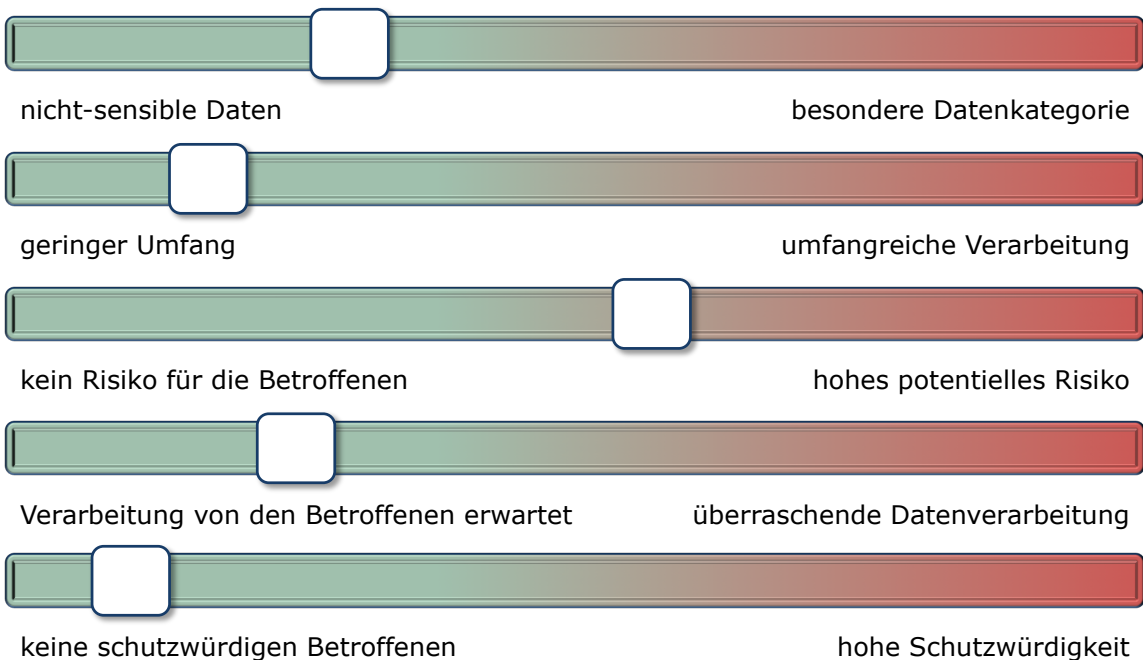 nicht-sensible Daten besondere Datenkategorie
geringer Umfang umfangreiche Verarbeitung
kein Risiko für die Betroffenen hohes potentielles Risiko
Verarbeitung von den Betroffenen erwartet überraschende Datenverarbeitung
keine schutzwürdigen Betroffenen hohe Schutzwürdigkeit